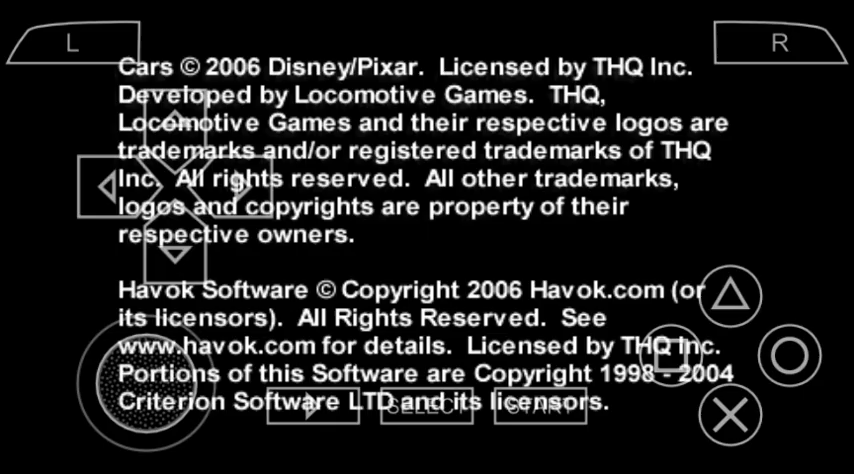 L
R
Cars © 2006 Disney/Pixar. Licensed by THQ Inc.
Developed by Locomotive Games. THQ,
Locomotive Games and their respective logos are
trademarks and/or registered trademarks of THQ
Inc. All rights reserved. All other trademarks,
logos and copyrights are property of their
respective owners.
Havok Software © Copyright 2006 Havok.com (or
its licensors). All Rights Reserved. See
www.havok.com for details. Licensed by THQ Inc.
Portions of this Software are Copyright 1998 - 2004
Criterion Software LTD and its licensors.
SELECT
START